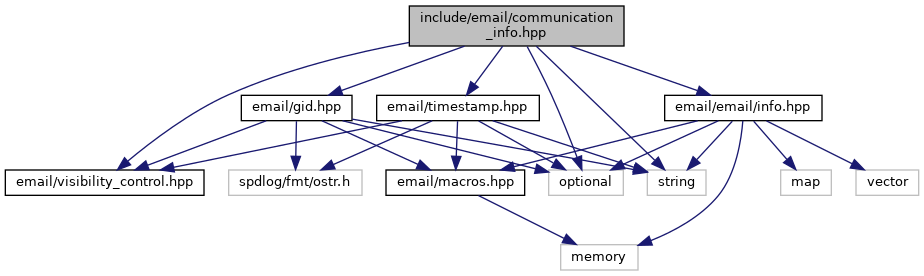 include/email/communication
_info.hpp
email/gid.hpp
email/timestamp.hpp
email/email/info.hpp
email/visibility_control.hpp
spdlog/fmt/ostr.h
email/macros.hpp
optional
string
map
vector
memory